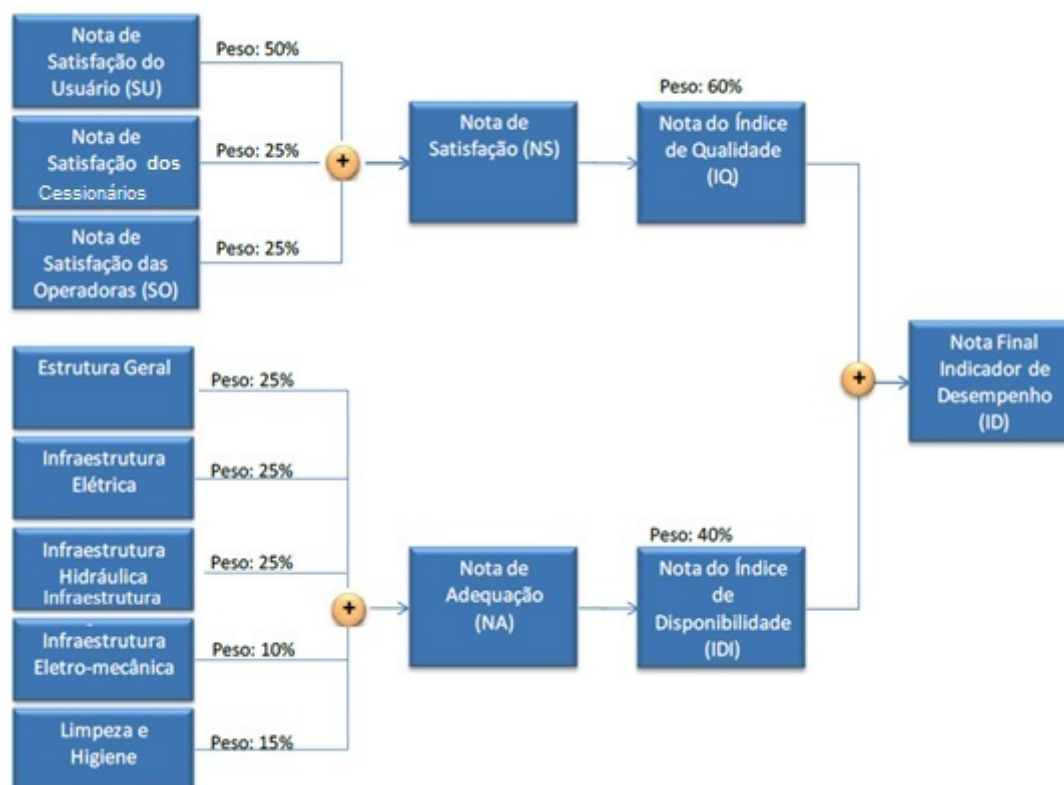 Nota de
Satisfação do
Usuário (SU)
Peso: 50%
Nota de
Satisfação dos
Cessionários
Peso: 25%
Nota de
Satisfação das
Operadoras (SO)
Peso: 25%
+
Nota de
Satisfação (NS)
Peso: 60%
Nota do Índice
de Qualidade
(IQ)
Estrutura Geral
Peso: 25%
Infraestrutura
Elétrica
Peso: 25%
Infraestrutura
Hidráulica
Infraestrutura
Peso: 25%
Infraestrutura
Eletro-mecânica
Peso: 10%
Limpeza e
Higiene
Peso: 15%
+
Nota de
Adequação
(NA)
Peso: 40%
Nota do Índice
de
Disponibilidade
(IDI)
+
Nota Final
Indicador de
Desempenho
(ID)